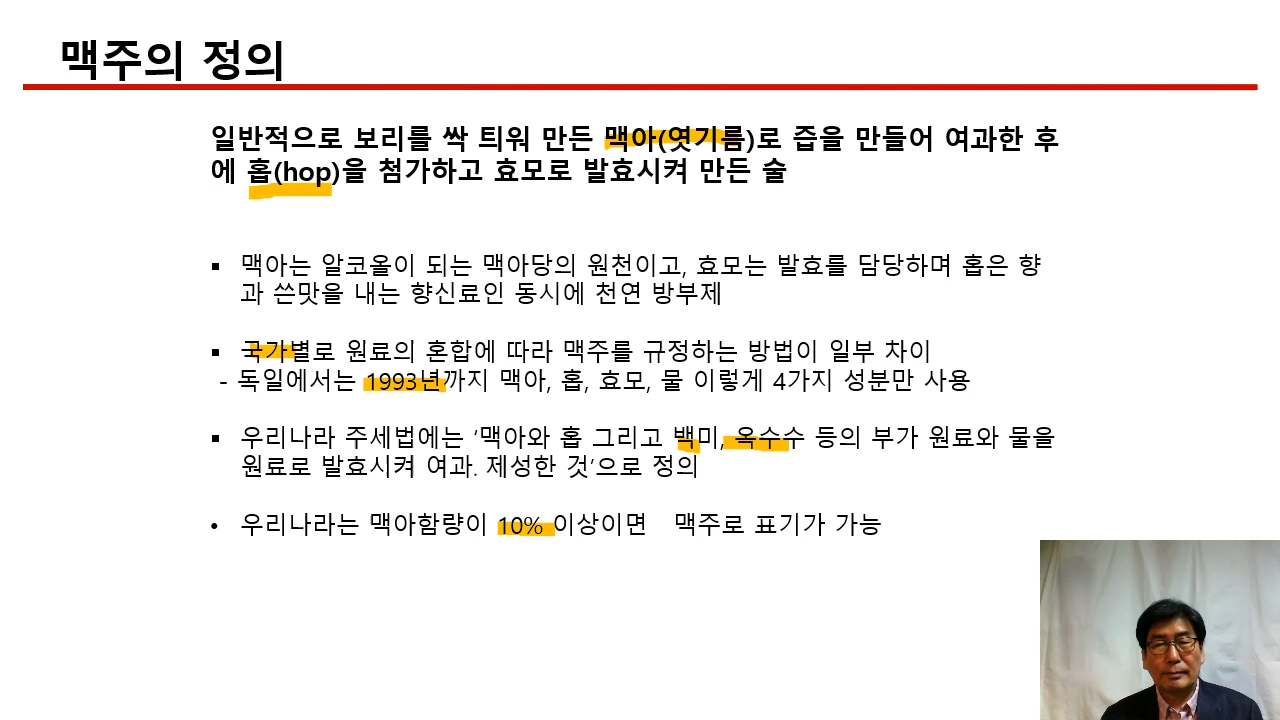 맥주의 정의
일반적으로 보리를 싹 틔워 만든 맥아(엿기름)로 즙을 만들어 여과한 후
에 홉(hop)을 첨가하고 효모로 발효시켜 만든 술
▪ 맥아는 알코올이 되는 맥아당의 원천이고, 효모는 발효를 담당하며 홉은 향
과 쓴맛을 내는 향신료인 동시에 천연 방부제
▪ 국가별로 원료의 혼합에 따라 맥주를 규정하는 방법이 일부 차이
- 독일에서는 1993년까지 맥아, 홉, 효모, 물 이렇게 4가지 성분만 사용
▪ 우리나라 주세법에는 ‘맥아와 홉 그리고 백미, 옥수수 등의 부가 원료와 물을
원료로 발효시켜 여과. 제성한 것’으로 정의
• 우리나라는 맥아함량이 10% 이상이면 맥주로 표기가 가능